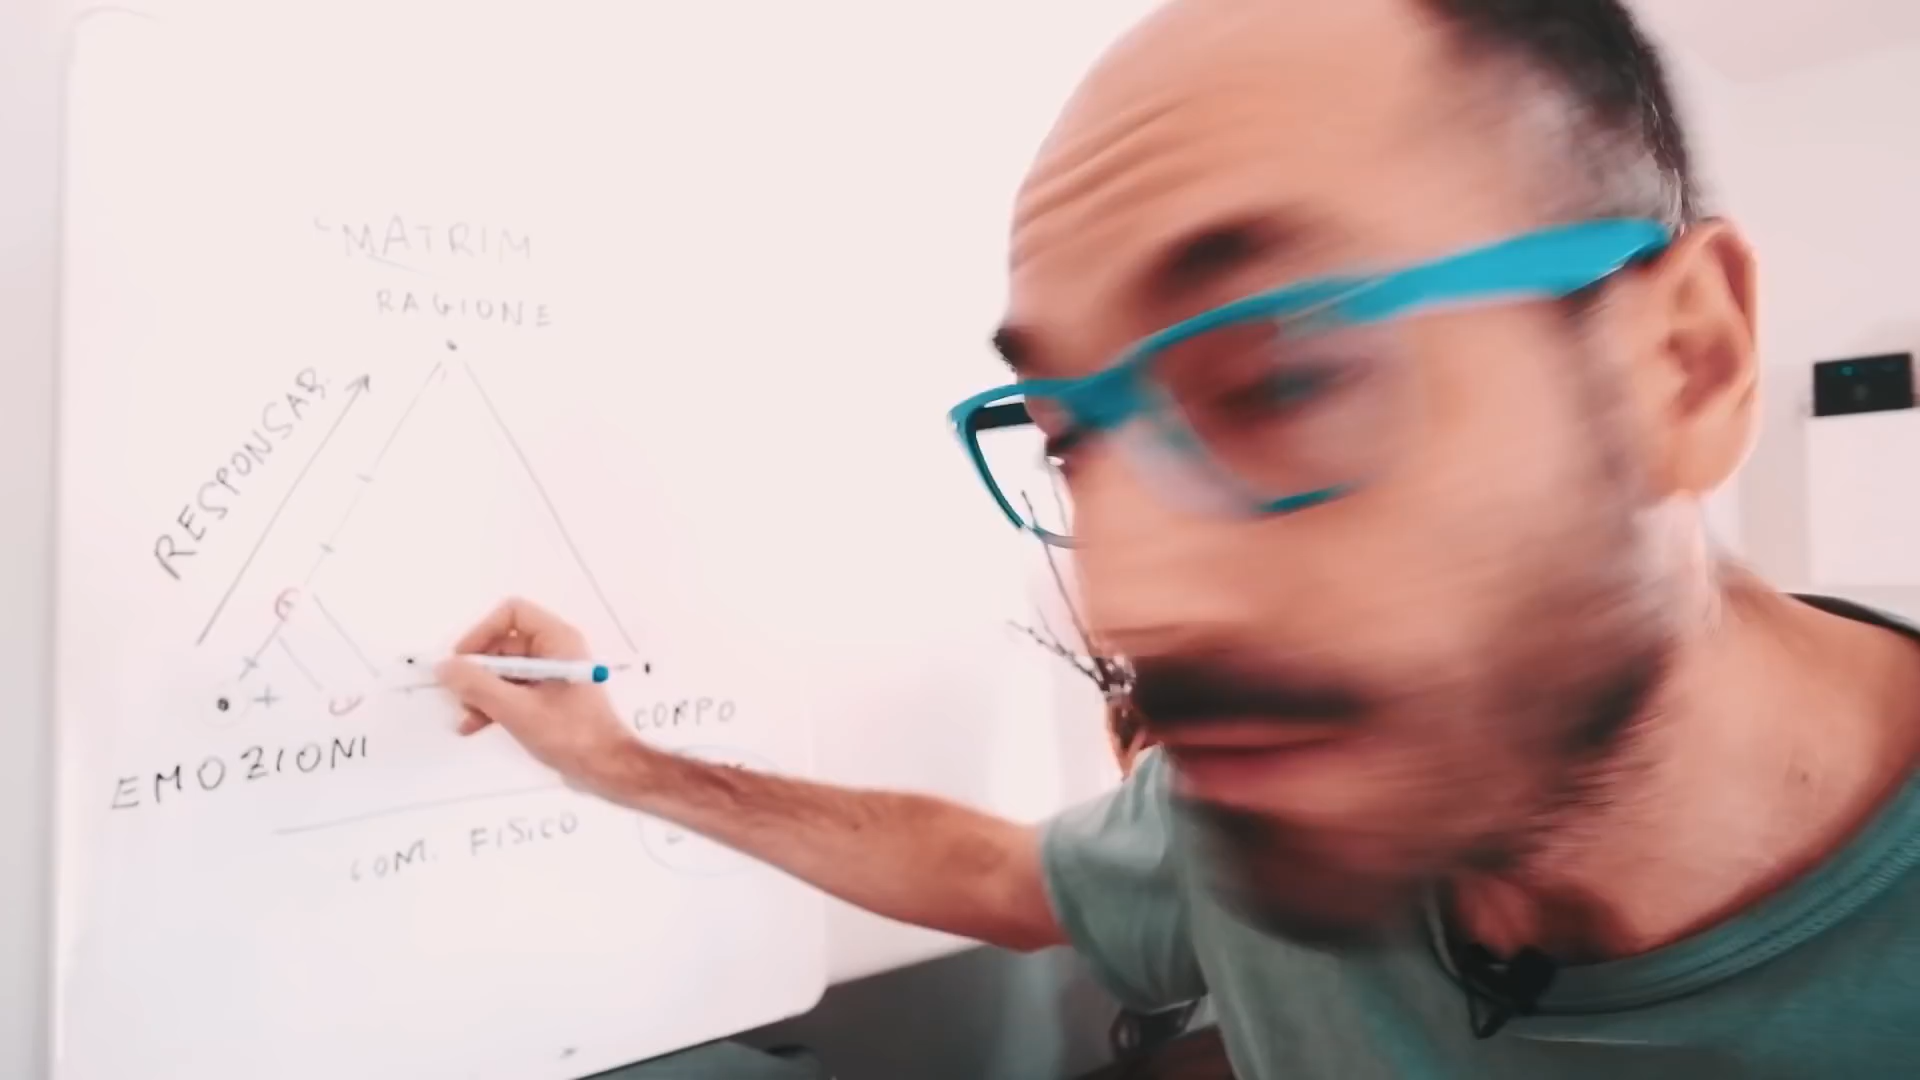 MATRIM
RAGIONE
RESPONSAB.
CORPO
EMOZIONI
COM. FISICO